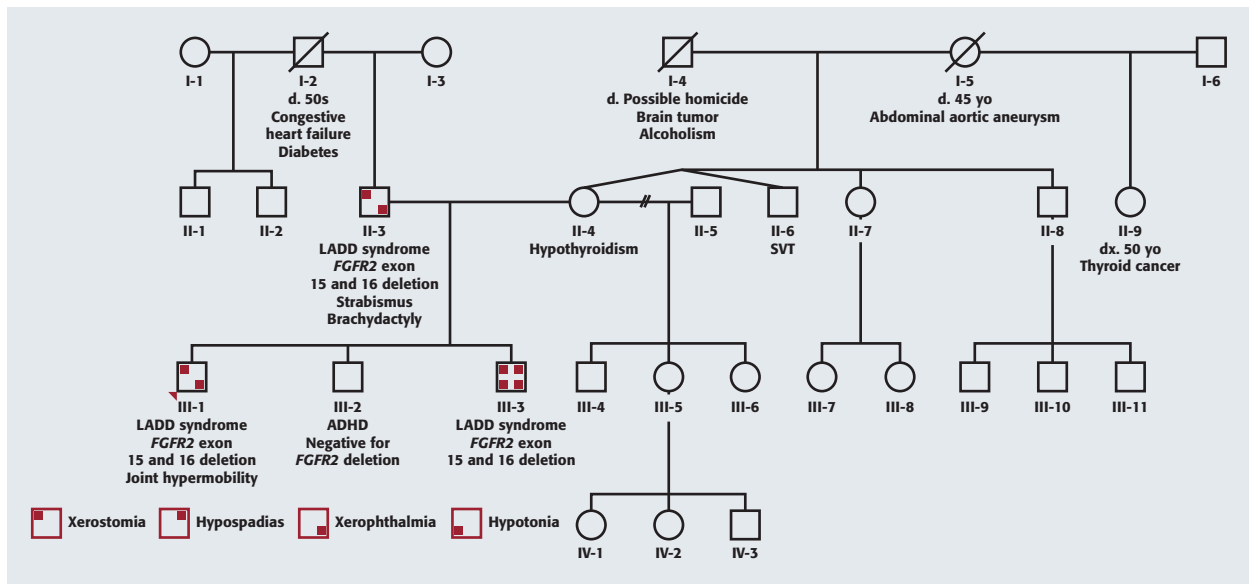 I-1
I-2
d. 50s
Congestive
heart failure
Diabetes
I-3
I-4
d. Possible homicide
Brain tumor
Alcoholism
I-5
d. 45 yo
Abdominal aortic aneurysm
I-6
II-1
II-2
II-3
LADD syndrome
FGFR2 exon
15 and 16 deletion
Strabismus
Brachydactyly
II-4
Hypothyroidism
II-5
II-6
SVT
II-7
II-8
II-9
dx. 50 yo
Thyroid cancer
III-1
LADD syndrome
FGFR2 exon
15 and 16 deletion
Joint hypermobility
III-2
ADHD
Negative for
FGFR2 deletion
III-3
LADD syndrome
FGFR2 exon
15 and 16 deletion
III-4
III-5
III-6
III-7
III-8
III-9
III-10
III-11
Xerostomia
Hypospadias
Xerophthalmia
Hypotonia
IV-1
IV-2
IV-3